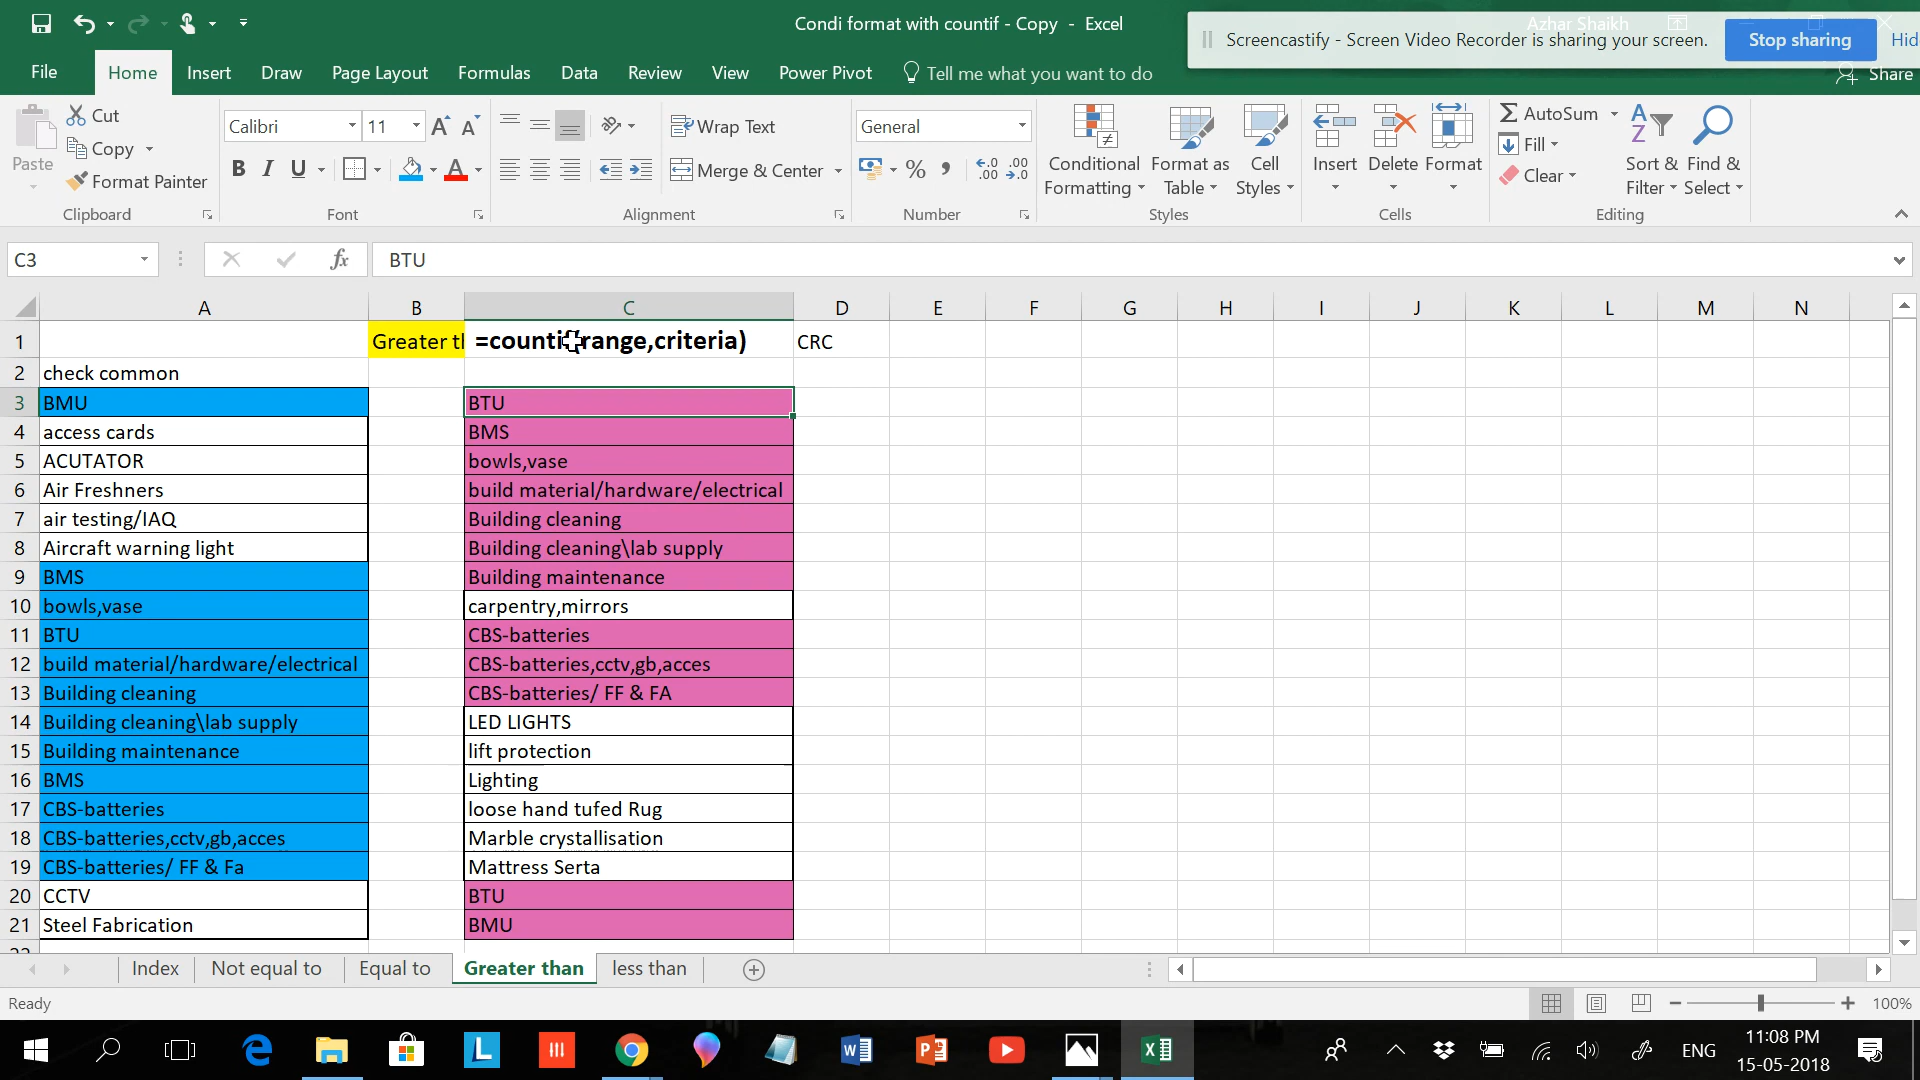 Condi format with countif - Copy - Excel
Azhar Shaikh
Screencastify - Screen Video Recorder is sharing your screen. Stop sharing Hid
File Home Insert Draw Page Layout Formulas Data Review View Power Pivot Tell me what you want to do Share
Paste Cut Copy Format Painter
Calibri 11
B I U
Wrap Text
Merge & Center
General
Conditional Formatting
Format as Table
Cell Styles
Insert Delete Format
AutoSum
Fill
Clear
Sort & Filter
Find & Select
Clipboard Font Alignment Number Styles Cells Editing
C3 fx BTU
A B C D E F G H I J K L M N
1 Greater th =countif(range,criteria) CRC
2 check common
3 BMU BTU
4 access cards BMS
5 ACUTATOR bowls,vase
6 Air Freshners build material/hardware/electrical
7 air testing/IAQ Building cleaning
8 Aircraft warning light Building cleaning\lab supply
9 BMS Building maintenance
10 bowls,vase carpentry,mirrors
11 BTU CBS-batteries
12 build material/hardware/electrical CBS-batteries,cctv,gb,acces
13 Building cleaning CBS-batteries/ FF & FA
14 Building cleaning\lab supply LED LIGHTS
15 Building maintenance lift protection
16 BMS Lighting
17 CBS-batteries loose hand tufed Rug
18 CBS-batteries,cctv,gb,acces Marble crystallisation
19 CBS-batteries/ FF & Fa Mattress Serta
20 CCTV BTU
21 Steel Fabrication BMU
Index Not equal to Equal to Greater than less than
Ready 100%
ENG
11:08 PM
15-05-2018